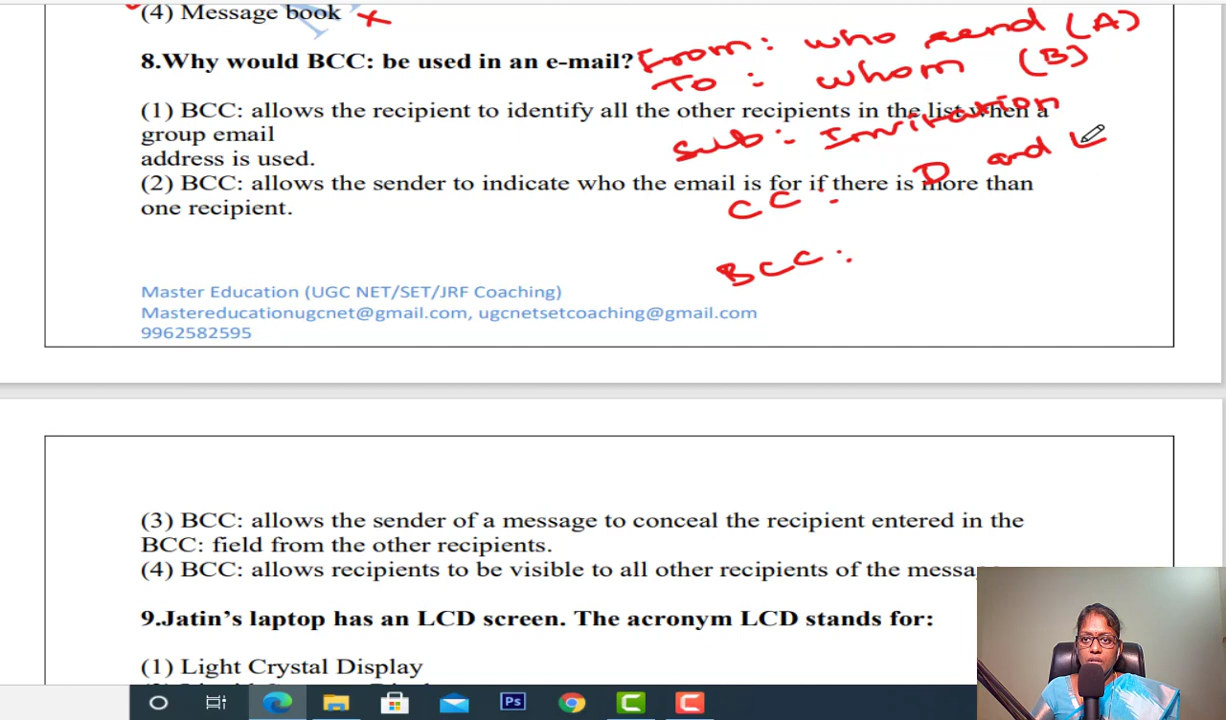 (4) Message book
8.Why would BCC: be used in an e-mail?
From: who send (A)
To : whom (B)
(1) BCC: allows the recipient to identify all the other recipients in the list when a
group email
Sub: Invitation
address is used.
D and
(2) BCC: allows the sender to indicate who the email is for if there is more than
CC:
one recipient.
BCC:
Master Education (UGC NET/SET/JRF Coaching)
Mastereducationugcnet@gmail.com, ugcnetsetcoaching@gmail.com
9962582595
(3) BCC: allows the sender of a message to conceal the recipient entered in the
BCC: field from the other recipients.
(4) BCC: allows recipients to be visible to all other recipients of the
9.Jatin's laptop has an LCD screen. The acronym LCD stands for:
(1) Light Crystal Display
Ps